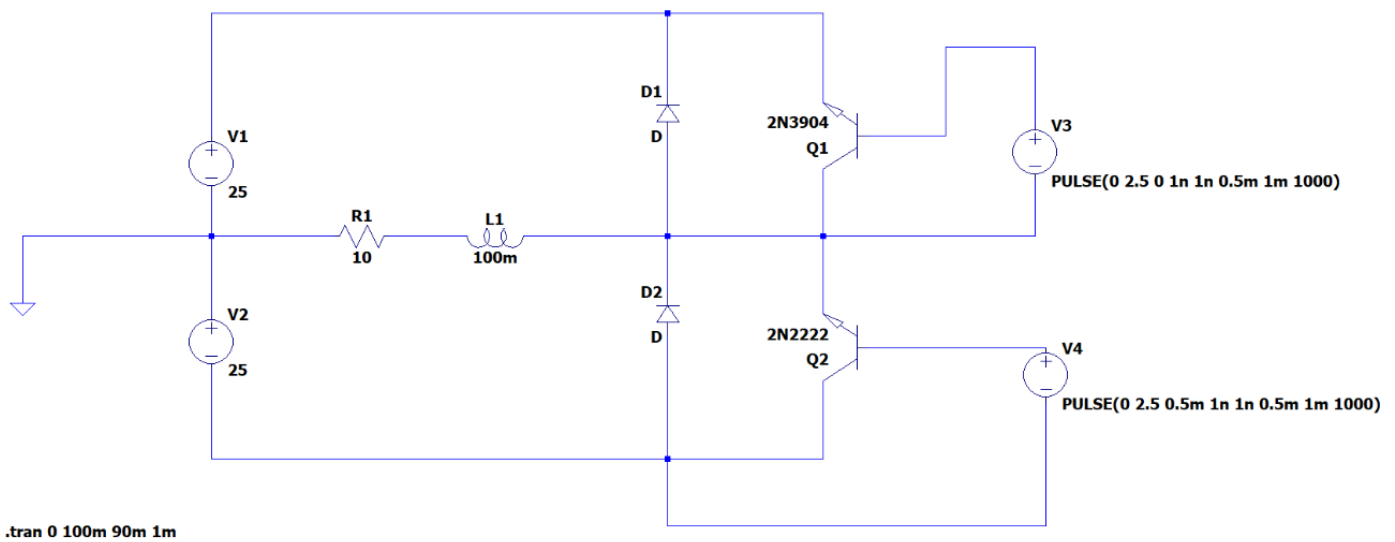 D1
D
2N3904
Q1
V3
PULSE(0 2.5 0 1n 1n 0.5m 1m 1000)
V1
25
R1
10
L1
100m
D2
D
2N2222
Q2
V2
25
V4
PULSE(0 2.5 0.5m 1n 1n 0.5m 1m 1000)
.tran 0 100m 90m 1m